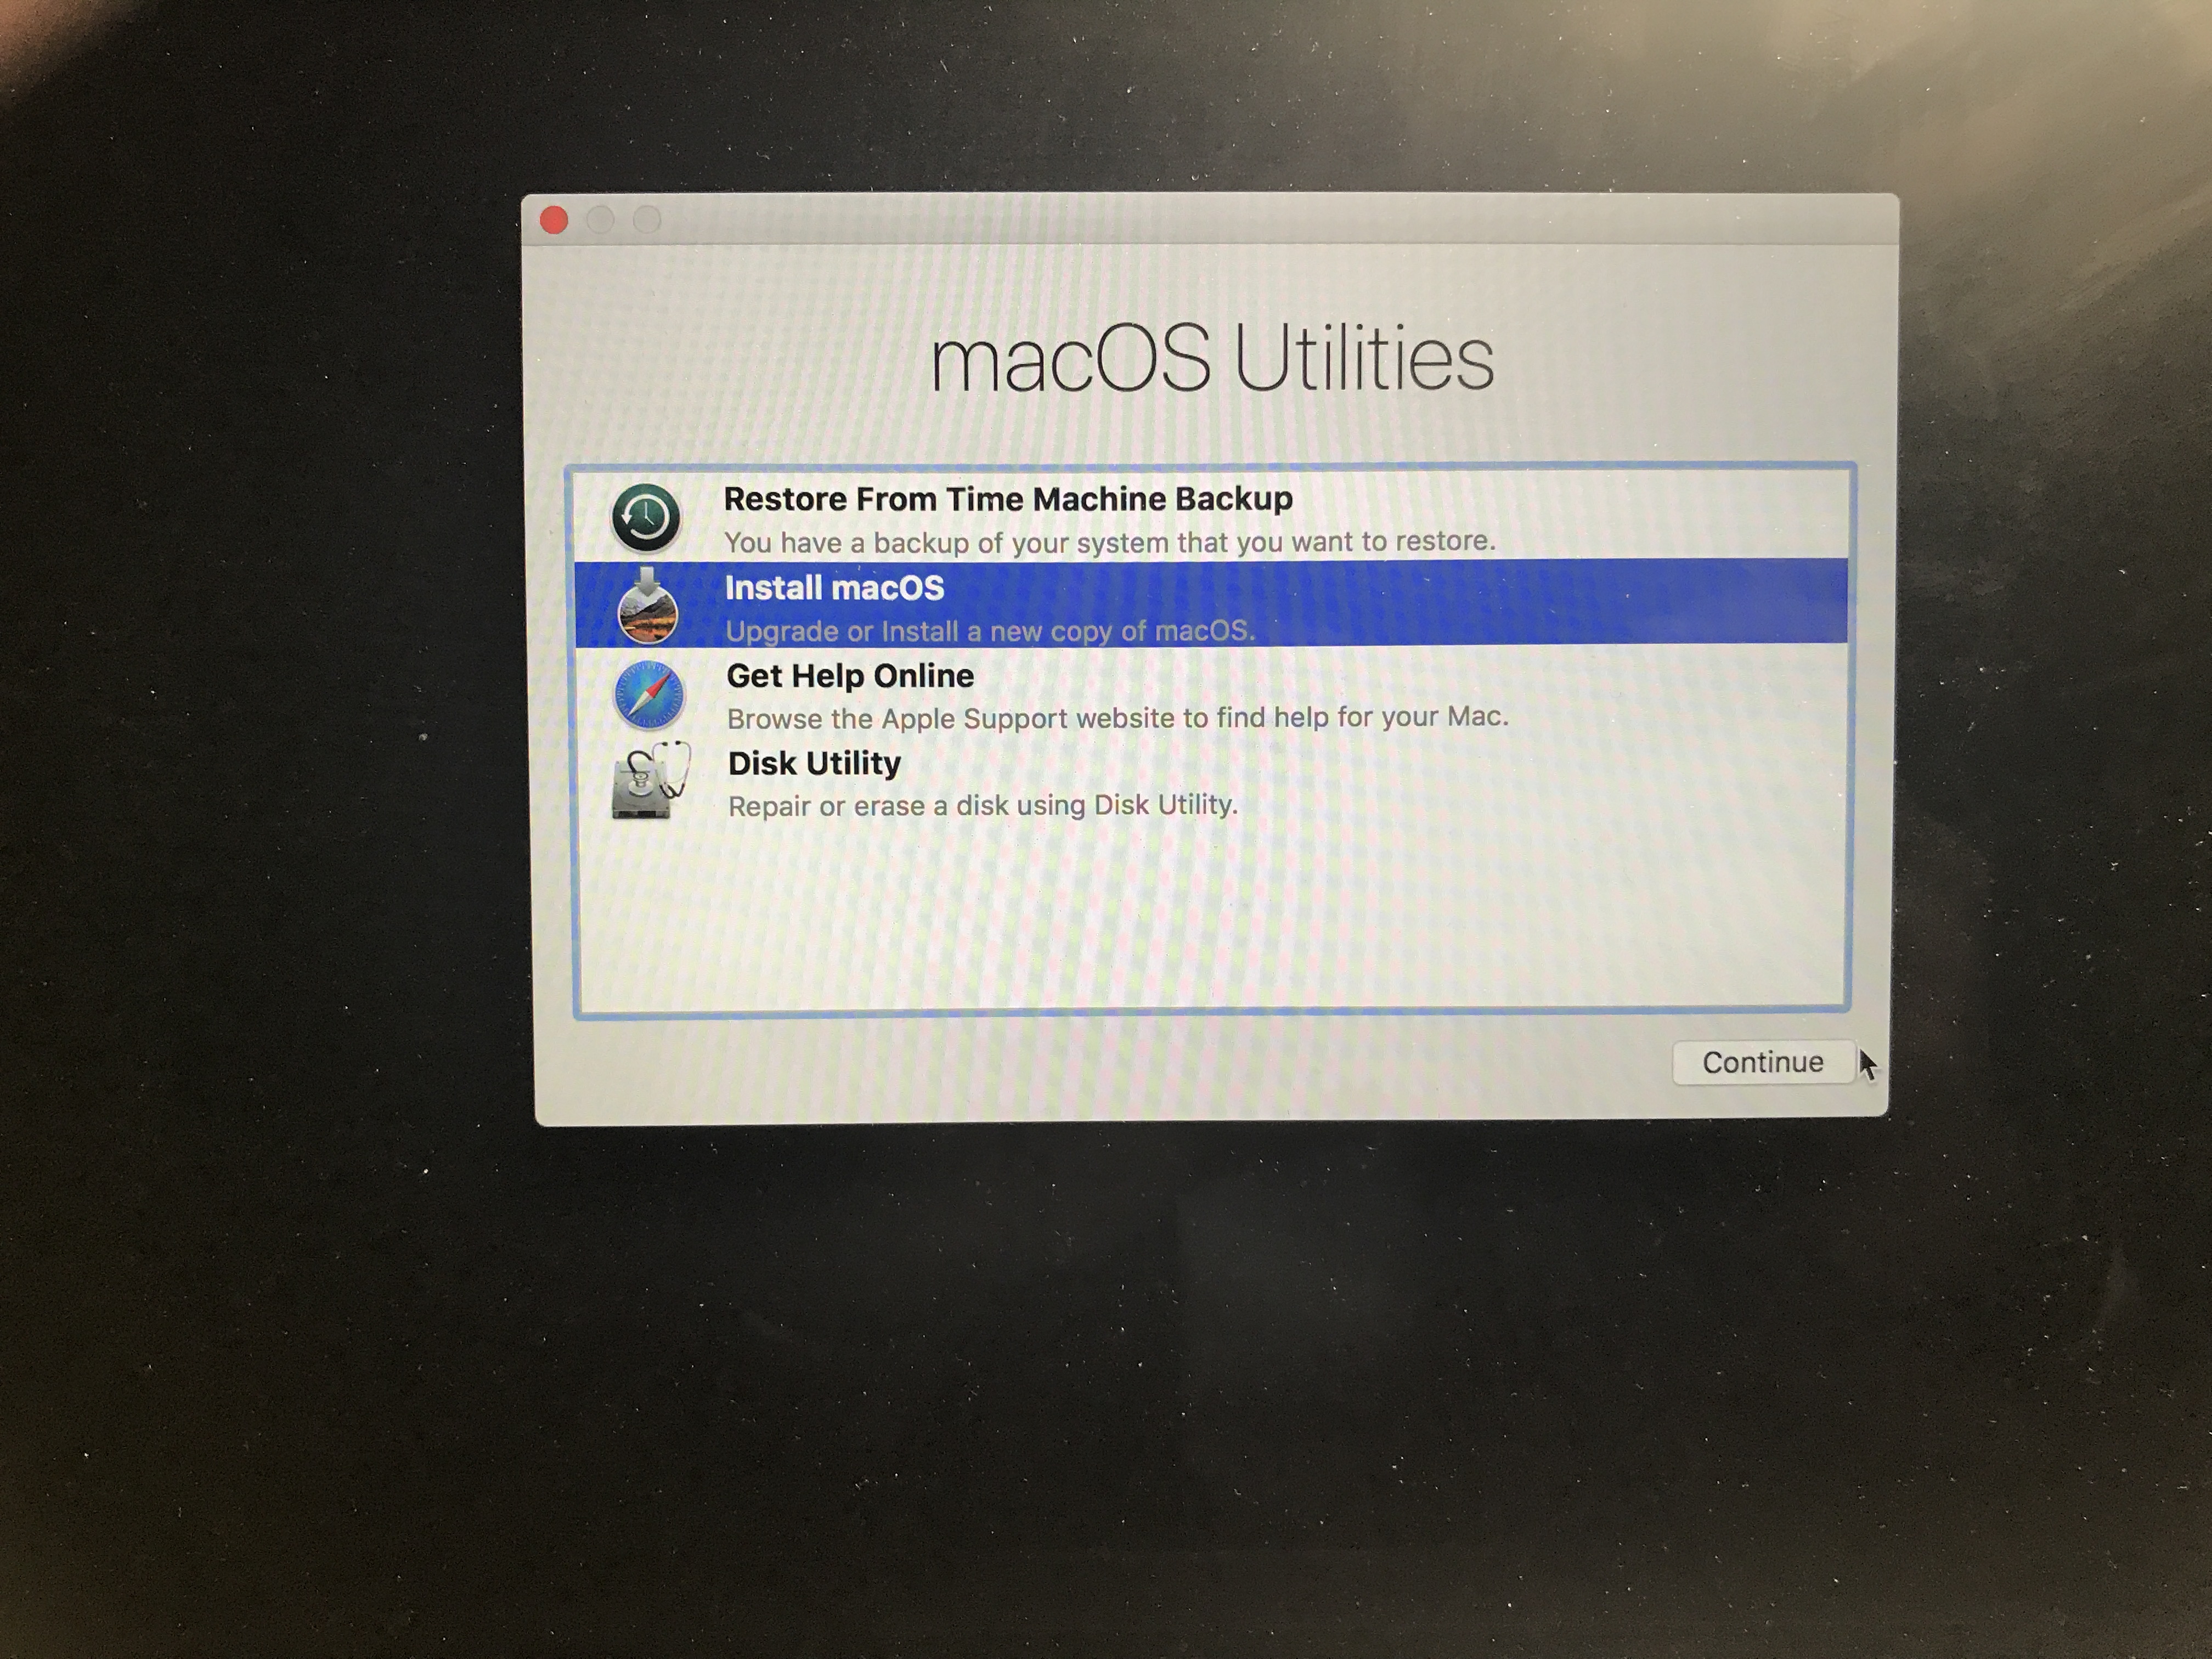 macOS Utilities
Restore From Time Machine Backup
You have a backup of your system that you want to restore.
Install macOS
Upgrade or Install a new copy of macOS.
Get Help Online
Browse the Apple Support website to find help for your Mac.
Disk Utility
Repair or erase a disk using Disk Utility.
Continue